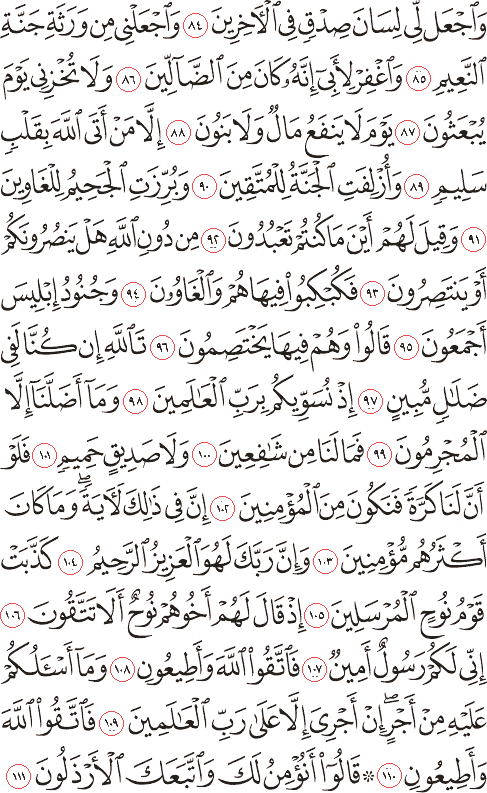 وَٱجْعَل لِّى لِسَانَ صِدْقٍ فِى ٱلْءَاخِرِينَ ٨٤ وَٱجْعَلْنِى مِن وَرَثَةِ جَنَّةِ
ٱلنَّعِيمِ ٨٥ وَٱغْفِرْ لِأَبِىٓ إِنَّهُۥ كَانَ مِنَ ٱلضَّآلِّينَ ٨٦ وَلَا تُخْزِنِى يَوْمَ
يُبْعَثُونَ ٨٧ يَوْمَ لَا يَنفَعُ مَالٌ وَلَا بَنُونَ ٨٨ إِلَّا مَنْ أَتَى ٱللَّهَ بِقَلْبٍ
سَلِيمٍ ٨٩ وَأُزْلِفَتِ ٱلْجَنَّةُ لِلْمُتَّقِينَ ٩٠ وَبُرِّزَتِ ٱلْجَحِيمُ لِلْغَاوِينَ
٩١ وَقِيلَ لَهُمْ أَيْنَ مَا كُنتُمْ تَعْبُدُونَ ٩٢ مِن دُونِ ٱللَّهِ هَلْ يَنصُرُونَكُمْ
أَوْ يَنتَصِرُونَ ٩٣ فَكُبْكِبُوا۟ فِيهَا هُمْ وَٱلْغَاوُۥنَ ٩٤ وَجُنُودُ إِبْلِيسَ
أَجْمَعُونَ ٩٥ قَالُوا۟ وَهُمْ فِيهَا يَخْتَصِمُونَ ٩٦ تَٱللَّهِ إِن كُنَّا لَفِى
ضَلَـٰلٍ مُّبِينٍ ٩٧ إِذْ نُسَوِّيكُم بِرَبِّ ٱلْعَـٰلَمِينَ ٩٨ وَمَآ أَضَلَّنَآ إِلَّا
ٱلْمُجْرِمُونَ ٩٩ فَمَا لَنَا مِن شَـٰفِعِينَ ١٠٠ وَلَا صَدِيقٍ حَمِيمٍ ١٠١ فَلَوْ
أَنَّ لَنَا كَرَّةً فَنَكُونَ مِنَ ٱلْمُؤْمِنِينَ ١٠٢ إِنَّ فِى ذَٰلِكَ لَـَٔايَةً ۖ وَمَا كَانَ
أَكْثَرُهُم مُّؤْمِنِينَ ١٠٣ وَإِنَّ رَبَّكَ لَهُوَ ٱلْعَزِيزُ ٱلرَّحِيمُ ١٠٤ كَذَّبَتْ
قَوْمُ نُوحٍ ٱلْمُرْسَلِينَ ١٠٥ إِذْ قَالَ لَهُمْ أَخُوهُمْ نُوحٌ أَلَا تَتَّقُونَ ١٠٦
إِنِّى لَكُمْ رَسُولٌ أَمِينٌ ١٠٧ فَٱتَّقُوا۟ ٱللَّهَ وَأَطِيعُونِ ١٠٨ وَمَآ أَسْـَٔلُكُمْ
عَلَيْهِ مِنْ أَجْرٍ ۖ إِنْ أَجْرِىَ إِلَّا عَلَىٰ رَبِّ ٱلْعَـٰلَمِينَ ١٠٩ فَٱتَّقُوا۟ ٱللَّهَ
وَأَطِيعُونِ ١١٠ ۞ قَالُوٓا۟ أَنُؤْمِنُ لَكَ وَٱتَّبَعَكَ ٱلْأَرْذَلُونَ ١١١